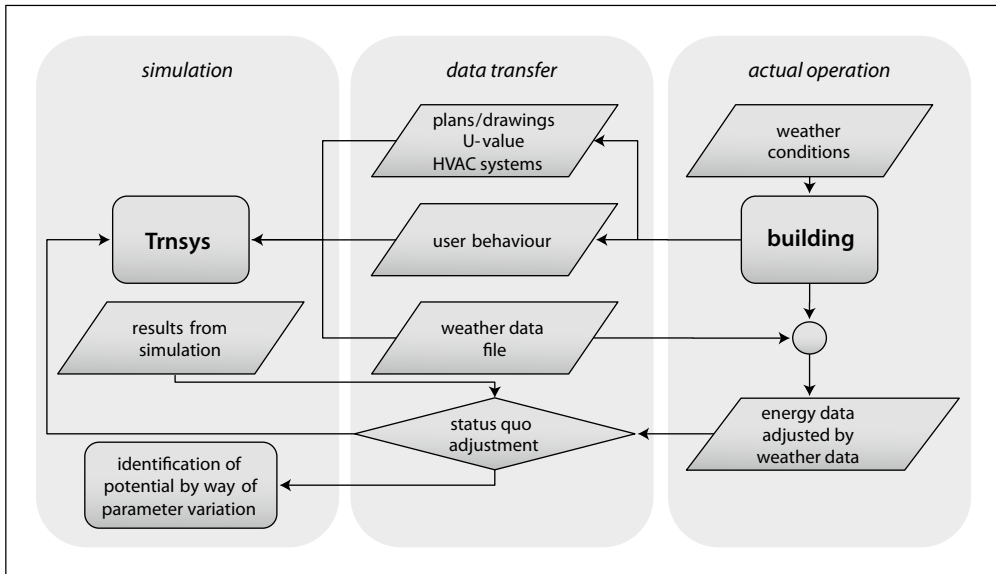 simulation
data transfer
actual operation
plans/drawings
U-value
HVAC systems
weather
conditions
Trnsys
user behaviour
building
results from
simulation
weather data
file
status quo
adjustment
energy data
adjusted by
weather data
identification of
potential by way of
parameter variation